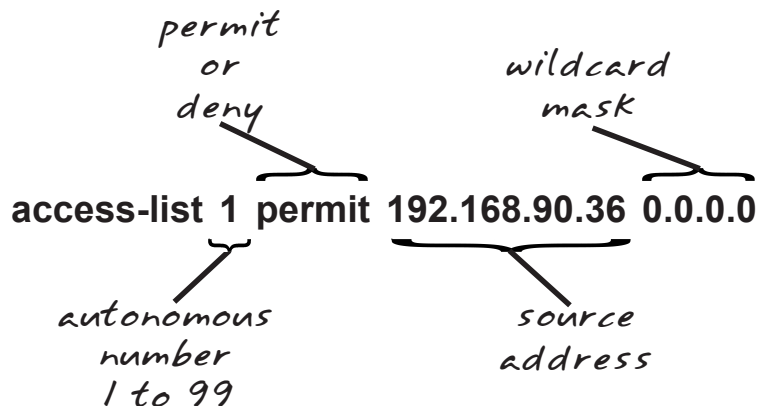 permit
or
deny
wildcard
mask
access-list 1 permit 192.168.90.36 0.0.0.0
autonomous
number
1 to 99
source
address